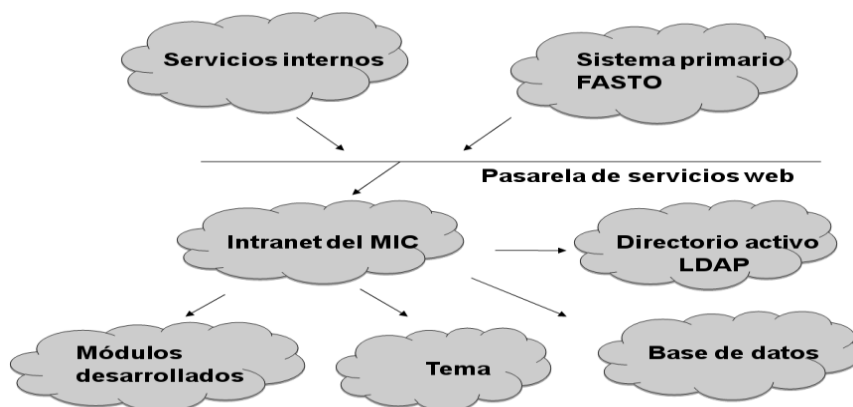 Servicios internos
Sistema primario
FASTO
Pasarela de servicios web
Intranet del MIC
Directorio activo
LDAP
Módulos
desarrollados
Tema
Base de datos